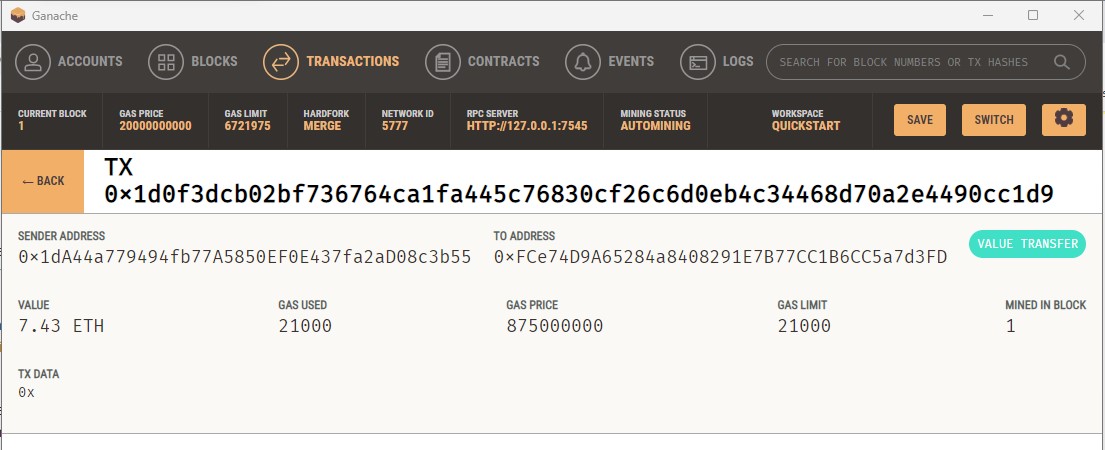 Ganache
ACCOUNTS BLOCKS TRANSACTIONS CONTRACTS EVENTS LOGS SEARCH FOR BLOCK NUMBERS OR TX HASHES
CURRENT BLOCK GAS PRICE GAS LIMIT HARDFORK NETWORK ID RPC SERVER MINING STATUS WORKSPACE
1 20000000000 6721975 MERGE 5777 HTTP://127.0.0.1:7545 AUTOMINING QUICKSTART SAVE SWITCH
← BACK
TX
0×1d0f3dcb02bf736764ca1fa445c76830cf26c6d0eb4c34468d70a2e4490cc1d9
SENDER ADDRESS TO ADDRESS
0×1dA44a779494fb77A5850EF0E437fa2aD08c3b55 0×FCe74D9A65284a8408291E7B77CC1B6CC5a7d3FD VALUE TRANSFER
VALUE GAS USED GAS PRICE GAS LIMIT MINED IN BLOCK
7.43 ETH 21000 875000000 21000 1
TX DATA
0x